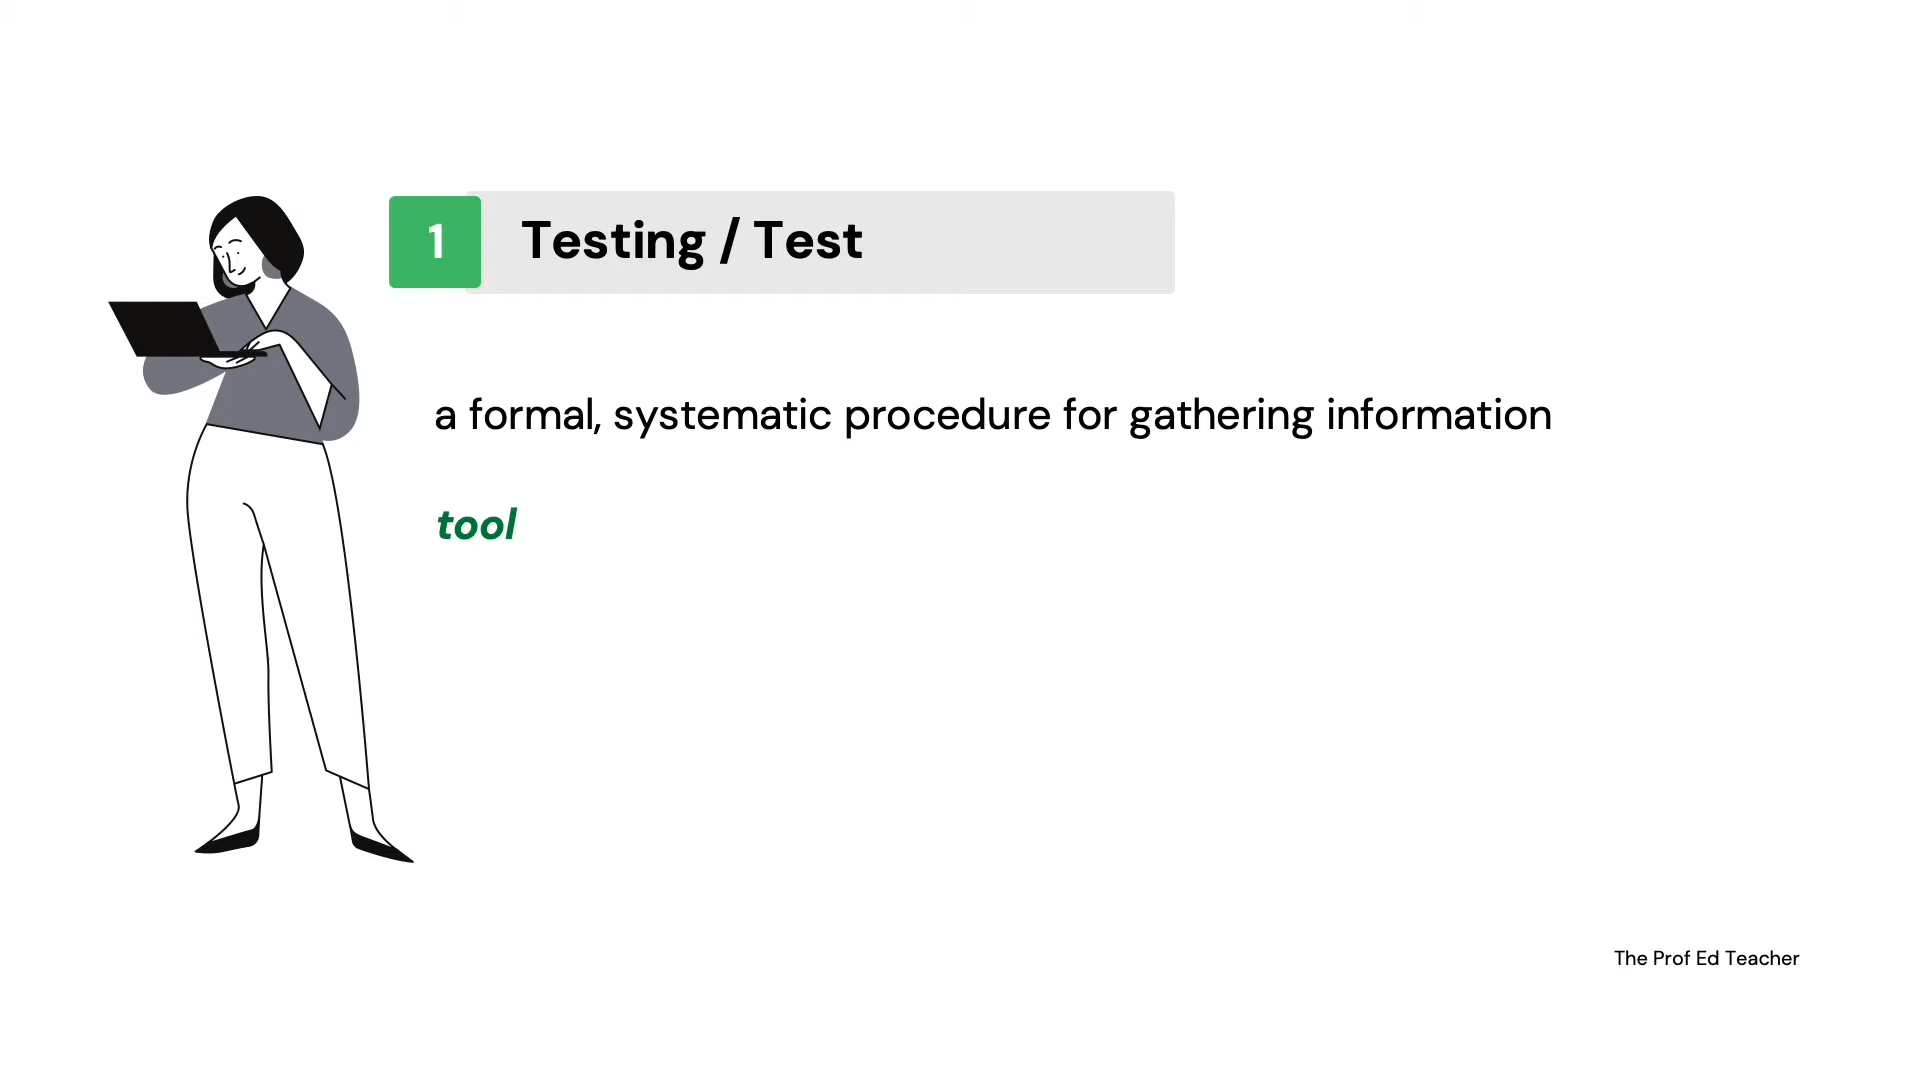 1 Testing / Test
a formal, systematic procedure for gathering information
tool
The Prof Ed Teacher